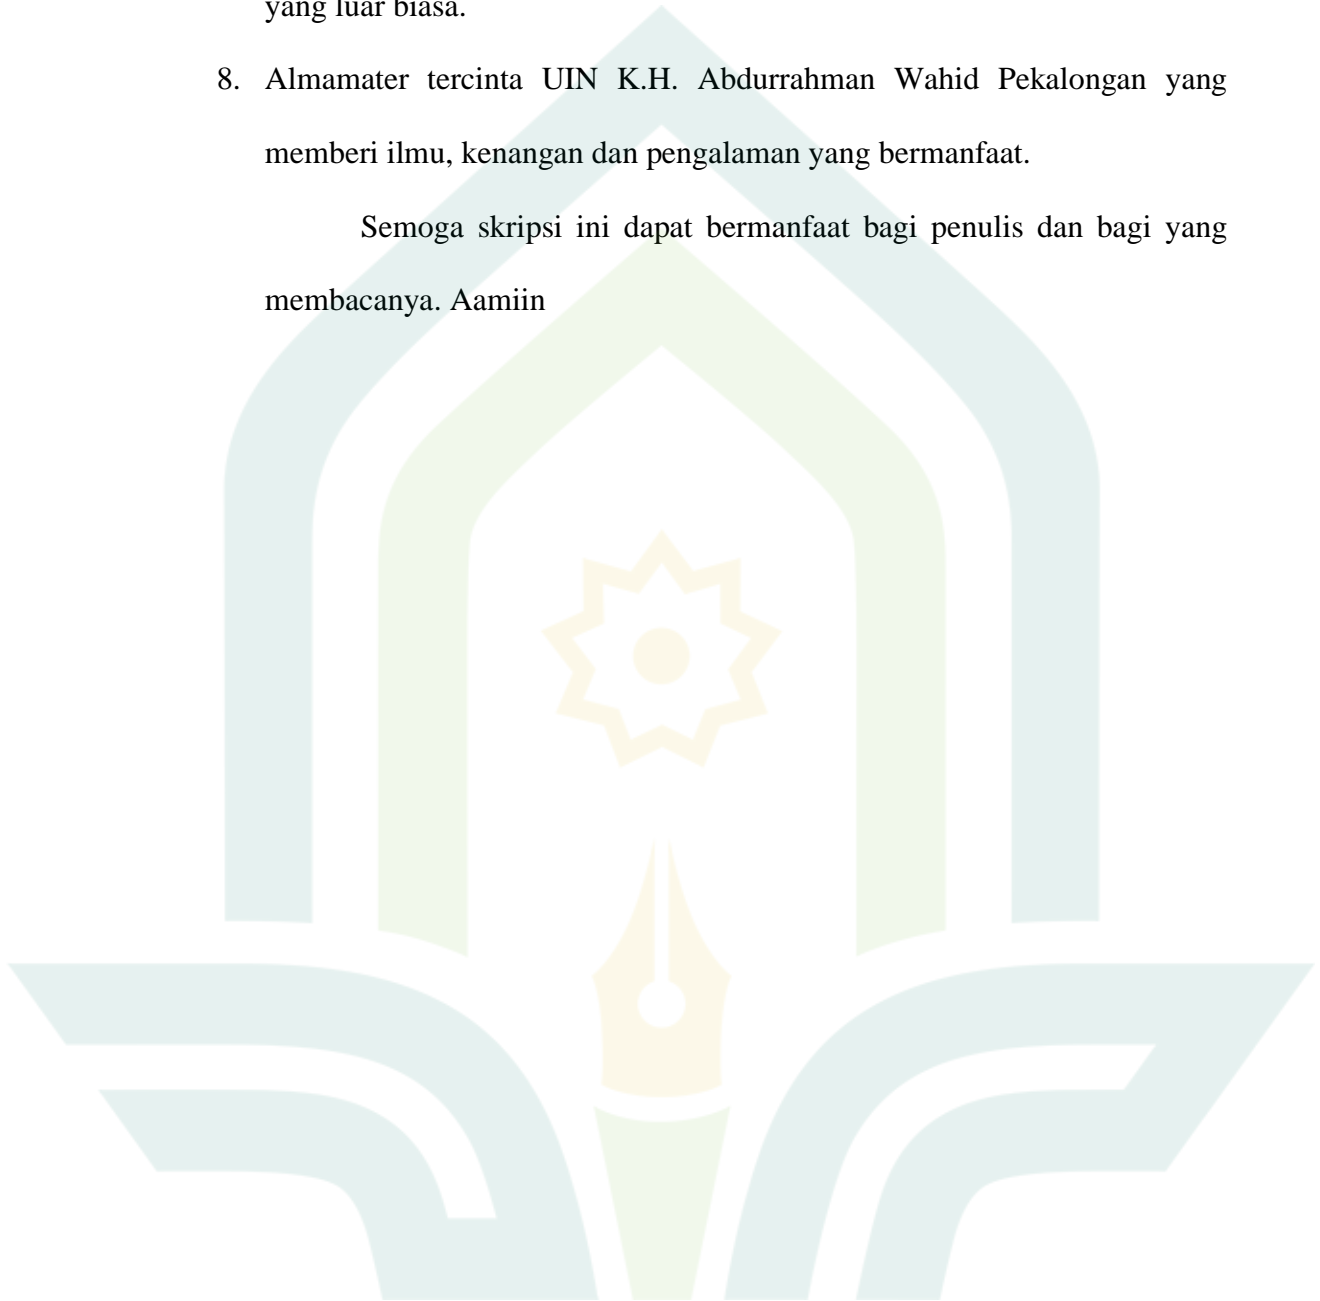 yang luar biasa.
8. Almamater tercinta UIN K.H. Abdurrahman Wahid Pekalongan yang
memberi ilmu, kenangan dan pengalaman yang bermanfaat.
Semoga skripsi ini dapat bermanfaat bagi penulis dan bagi yang
membacanya. Aamiin